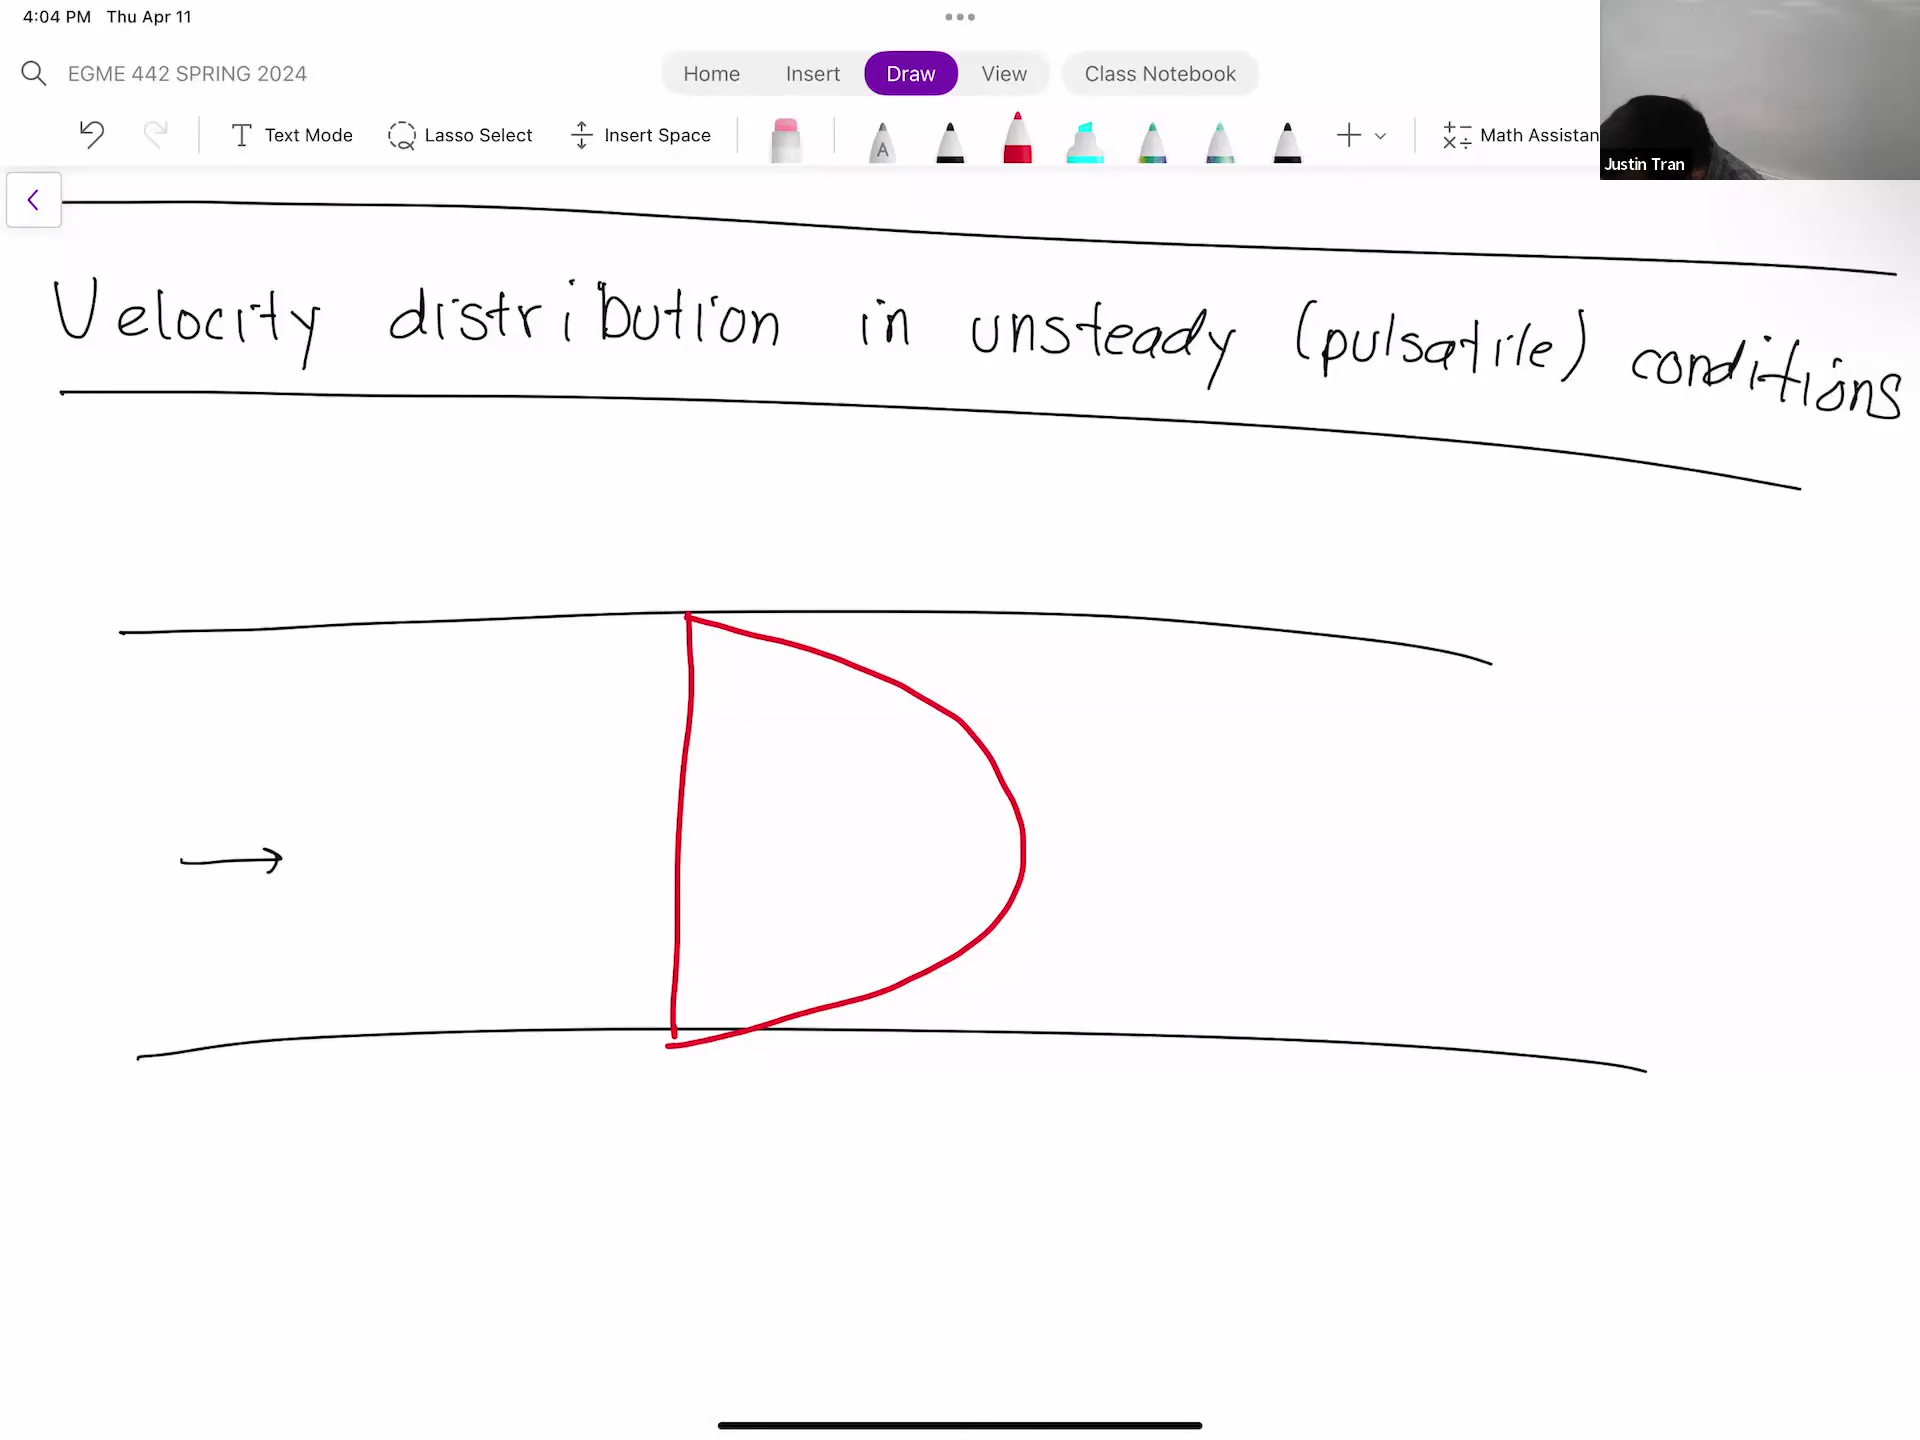 4:04 PM Thu Apr 11
EGME 442 SPRING 2024
Home Insert Draw View Class Notebook
Text Mode Lasso Select Insert Space A Math Assistan
Justin Tran
Velocity distribution in unsteady (pulsatile) conditions